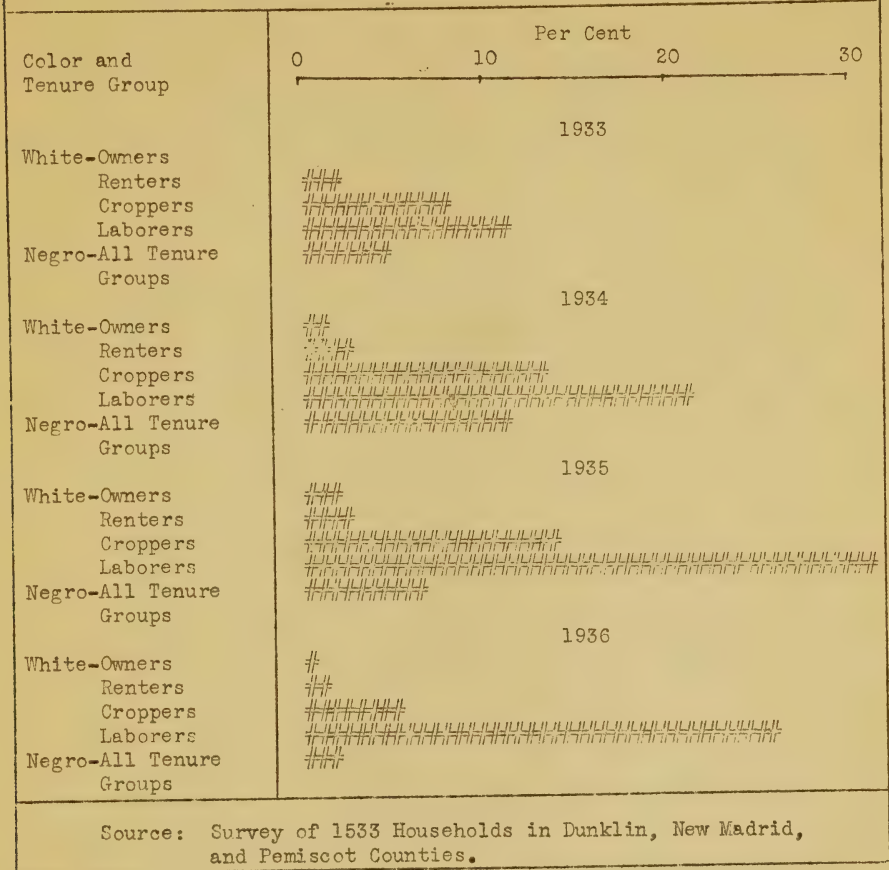 Per Cent
Color and
Tenure Group
0 10 20 30
1933
White-Owners
Renters
Croppers
Laborers
Negro-All Tenure
Groups
1934
White-Owners
Renters
Croppers
Laborers
Negro-All Tenure
Groups
1935
White-Owners
Renters
Croppers
Laborers
Negro-All Tenure
Groups
1936
White-Owners
Renters
Croppers
Laborers
Negro-All Tenure
Groups
Source: Survey of 1533 Households in Dunklin, New Madrid,
and Pemiscot Counties.